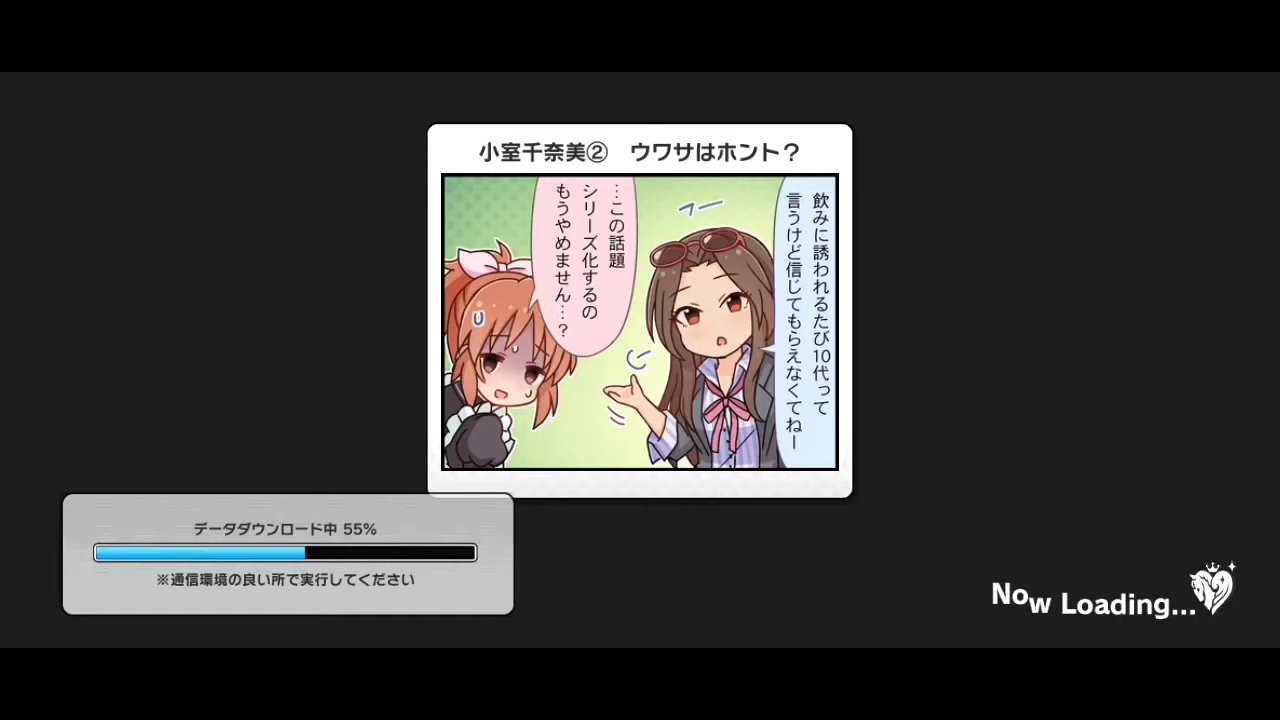 小室千奈美② ウワサはホント？
飲みに誘われるたび10代って
言うけど信じてもらえなくてねー
…この話題
シリーズ化するの
もうやめません…？
データダウンロード中 55%
※通信環境の良い所で実行してください
Now Loading...